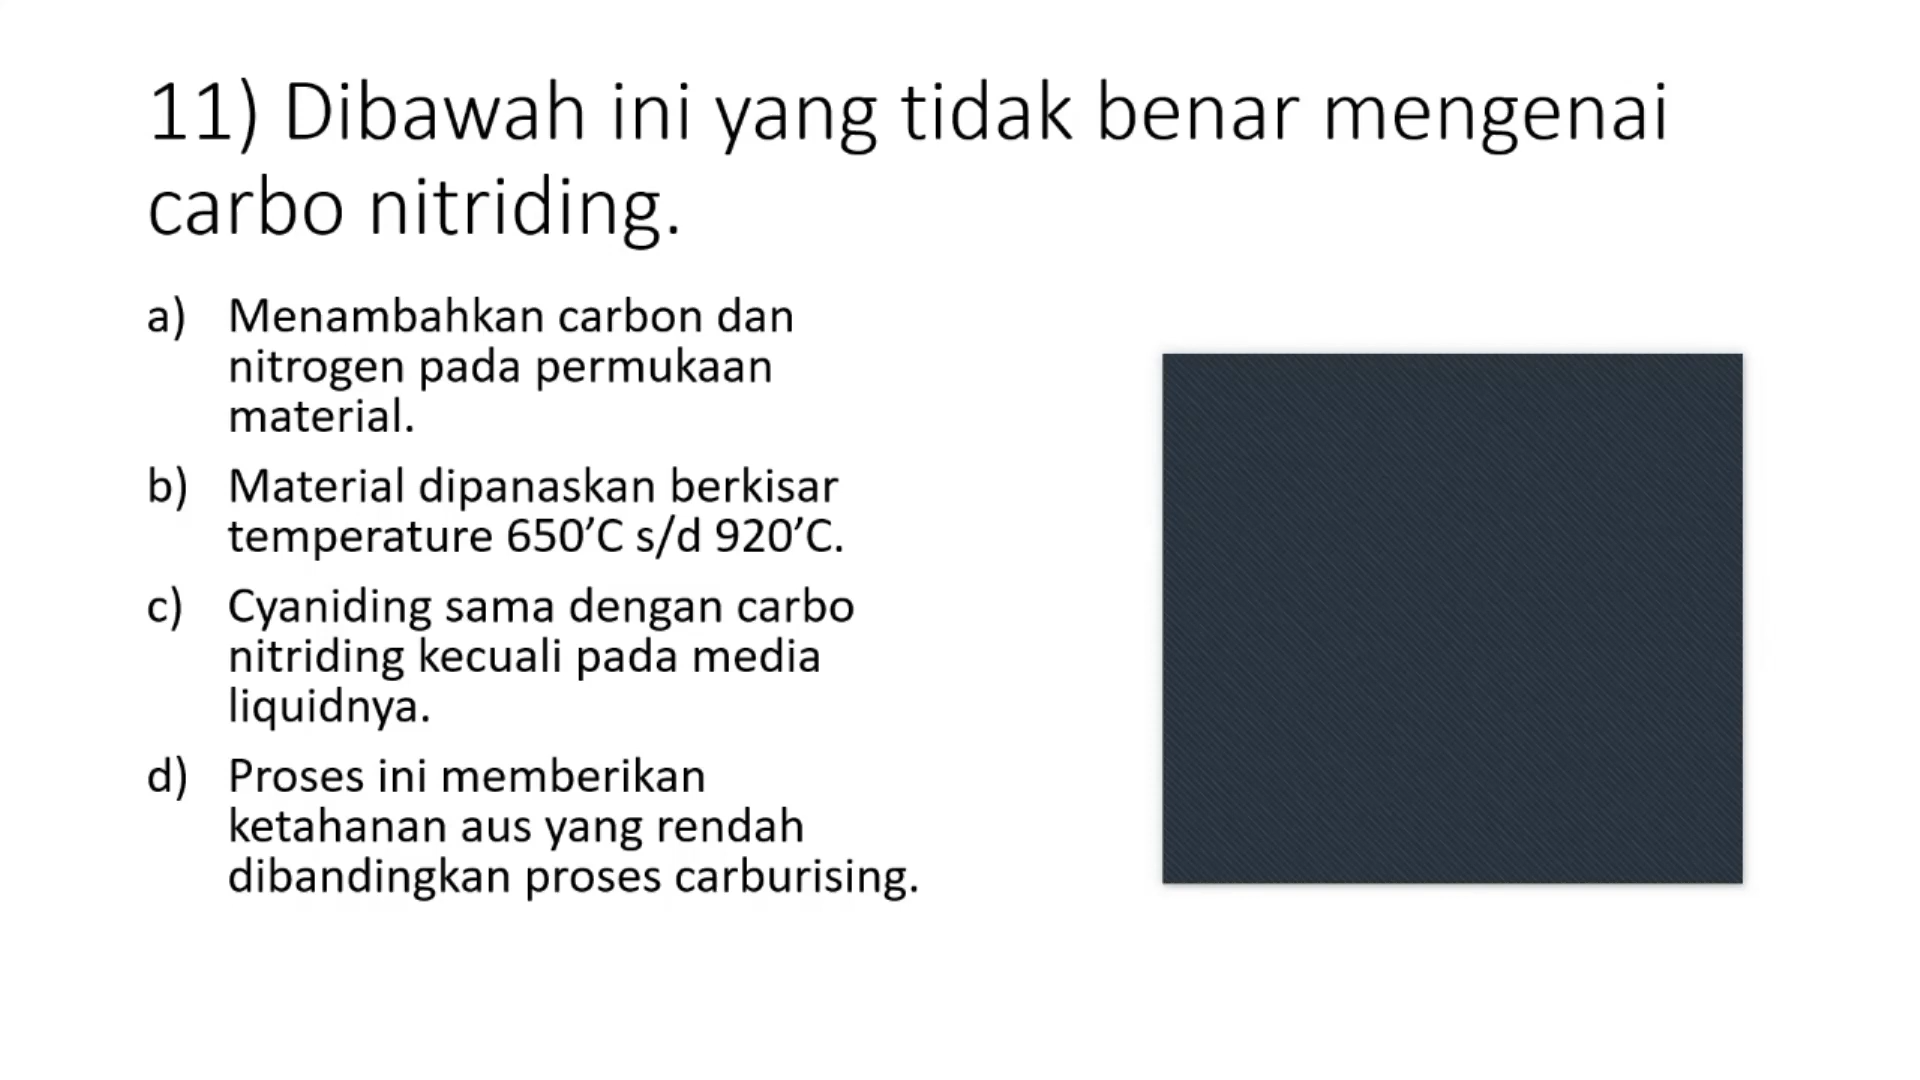 11) Dibawah ini yang tidak benar mengenai
carbo nitriding.
a) Menambahkan carbon dan
nitrogen pada permukaan
material.
b) Material dipanaskan berkisar
temperature 650’C s/d 920’C.
c) Cyaniding sama dengan carbo
nitriding kecuali pada media
liquidnya.
d) Proses ini memberikan
ketahanan aus yang rendah
dibandingkan proses carburising.